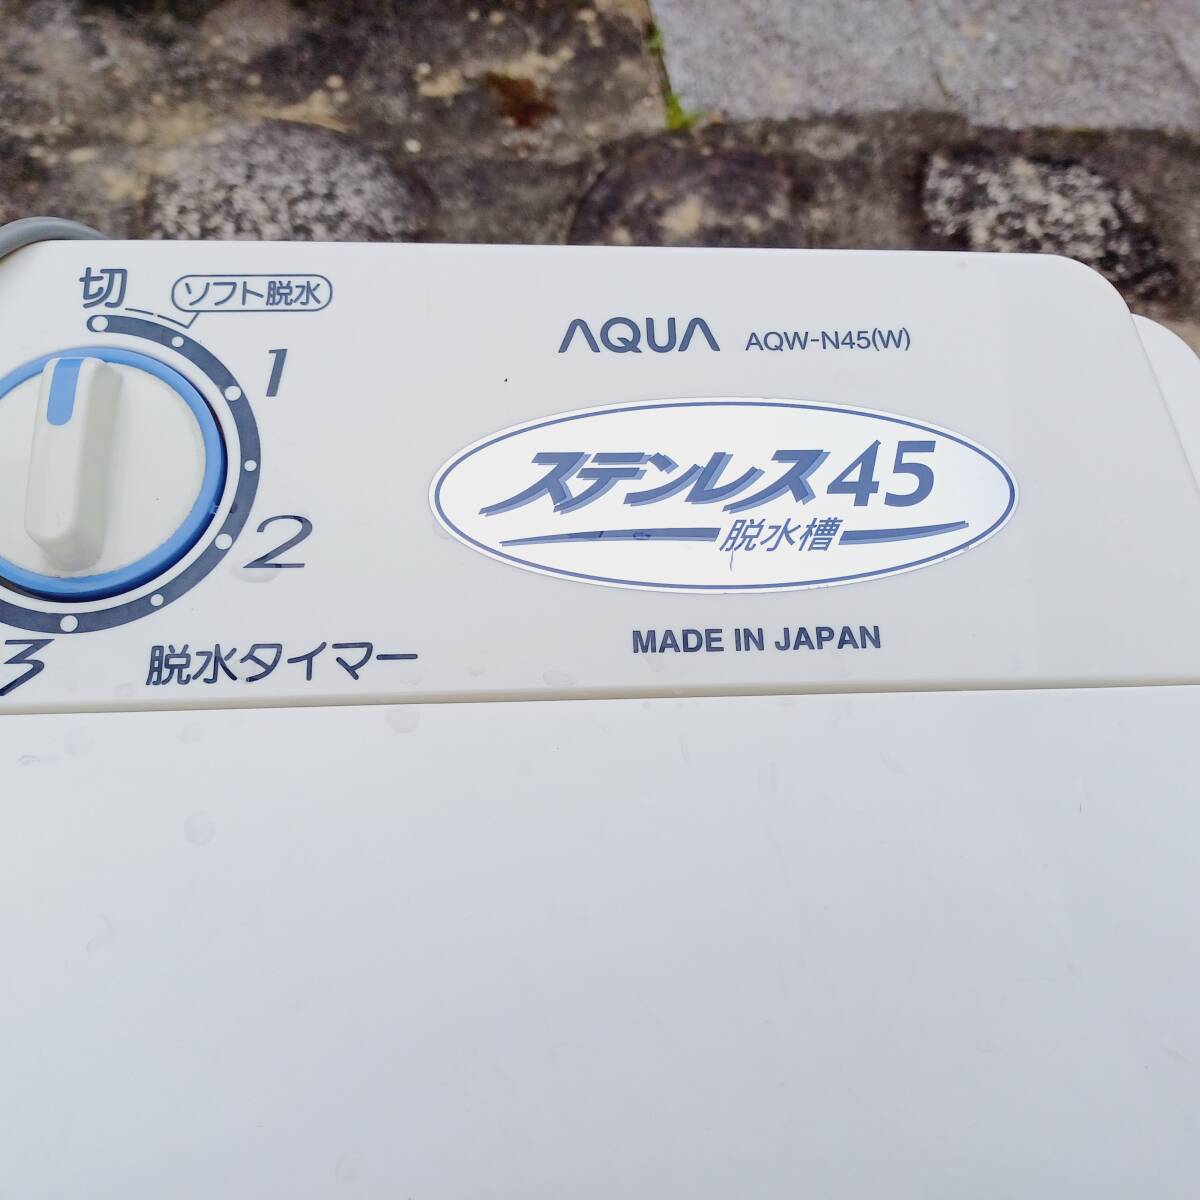 切
ソフト脱水
1
2
3
脱水タイマー
AQUA AQW-N45(W)
ステンレス45
脱水槽
MADE IN JAPAN